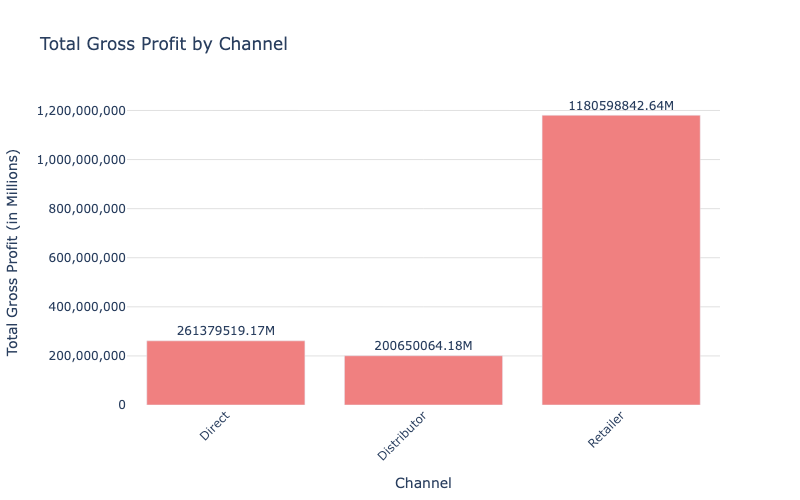 Total Gross Profit by Channel
Total Gross Profit (in Millions)
1,200,000,000
1,000,000,000
800,000,000
600,000,000
400,000,000
200,000,000
0
261379519.17M
200650064.18M
1180598842.64M
Direct
Distributor
Retailer
Channel